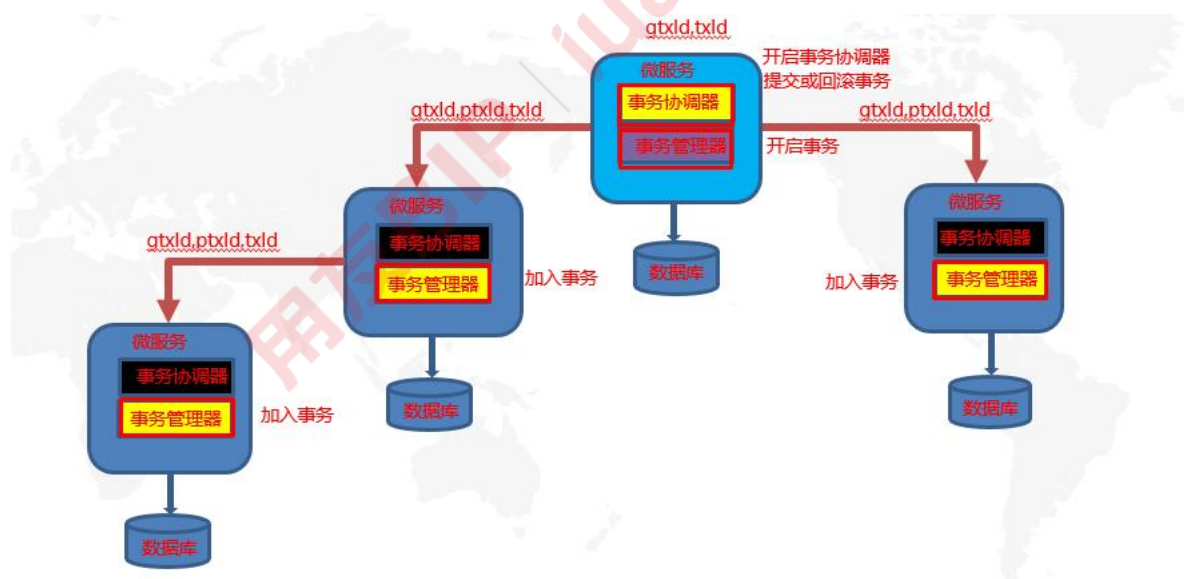 gtxId,txId
微服务
事务协调器
事务管理器
开启事务协调器
提交或回滚事务
开启事务
数据库
gtxId,ptxId,txId
微服务
事务协调器
事务管理器
加入事务
数据库
gtxId,ptxId,txId
微服务
事务协调器
事务管理器
加入事务
数据库
gtxId,ptxId,txId
微服务
事务协调器
事务管理器
加入事务
数据库
用友BIP